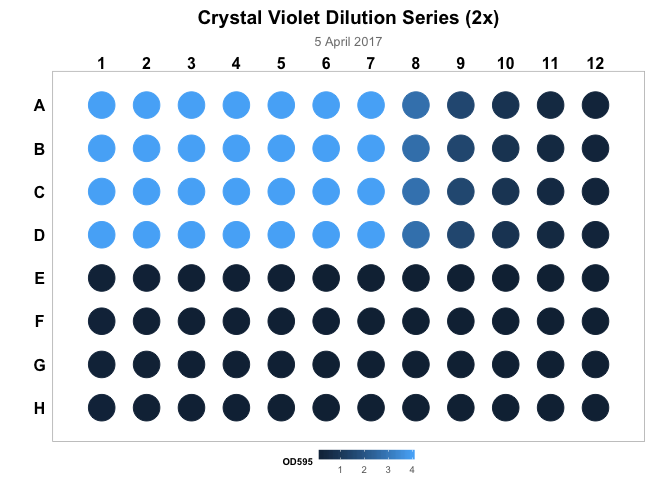 Crystal Violet Dilution Series (2x)
5 April 2017
1 2 3 4 5 6 7 8 9 10 11 12
A
B
C
D
E
F
G
H
OD595
1 2 3 4